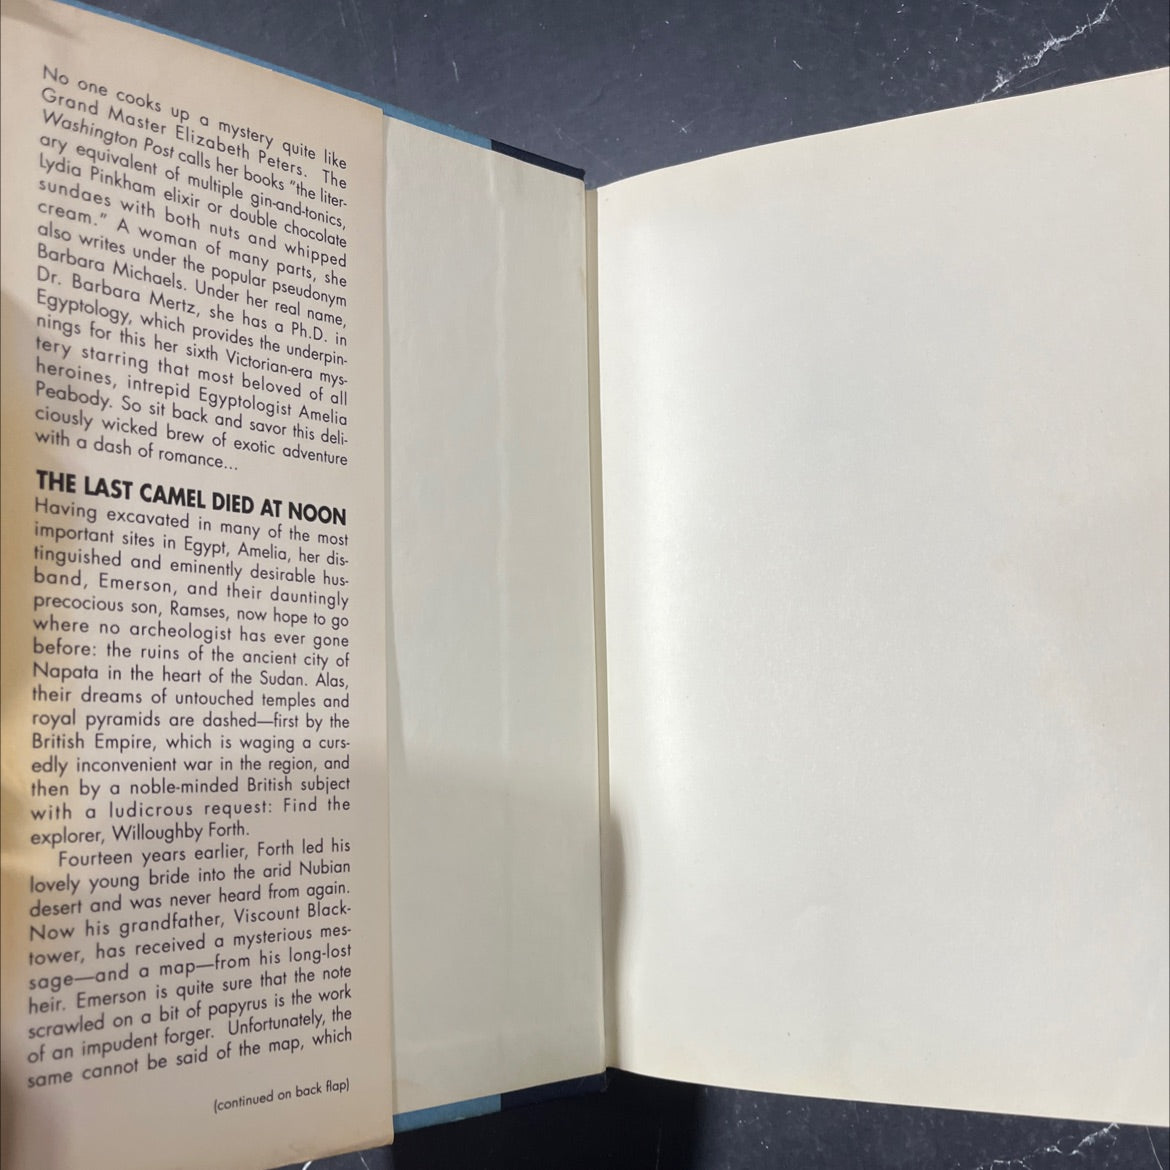 No one cooks up a mystery quite like
Grand Master Elizabeth Peters. The
Washington Post calls her books "the liter-
ary equivalent of multiple gin-and-tonics,
Lydia Pinkham elixir or double chocolate
sundaes with both nuts and whipped
cream." A woman of many parts, she
also writes under the popular pseudonym
Barbara Michaels. Under her real name,
Dr. Barbara Mertz, she has a Ph.D. in
Egyptology, which provides the underpin-
nings for this her sixth Victorian-era mys-
tery starring that most beloved of all
heroines, intrepid Egyptologist Amelia
Peabody. So sit back and savor this deli-
ciously wicked brew of exotic adventure
with a dash of romance...
THE LAST CAMEL DIED AT NOON
Having excavated in many of the most
important sites in Egypt, Amelia, her dis-
tinguished and eminently desirable hus-
band, Emerson, and their dauntingly
precocious son, Ramses, now hope to go
where no archeologist has ever gone
before: the ruins of the ancient city of
Napata in the heart of the Sudan. Alas,
their dreams of untouched temples and
royal pyramids are dashed—first by the
British Empire, which is waging a curs-
edly inconvenient war in the region, and
then by a noble-minded British subject
with a ludicrous request: Find the
explorer, Willoughby Forth.
Fourteen years earlier, Forth led his
lovely young bride into the arid Nubian
desert and was never heard from again.
Now his grandfather, Viscount Black-
tower, has received a mysterious mes-
sage—and a map—from his long-lost
heir. Emerson is quite sure that the note
scrawled on a bit of papyrus is the work
of an impudent forger. Unfortunately, the
same cannot be said of the map, which
(continued on back flap)